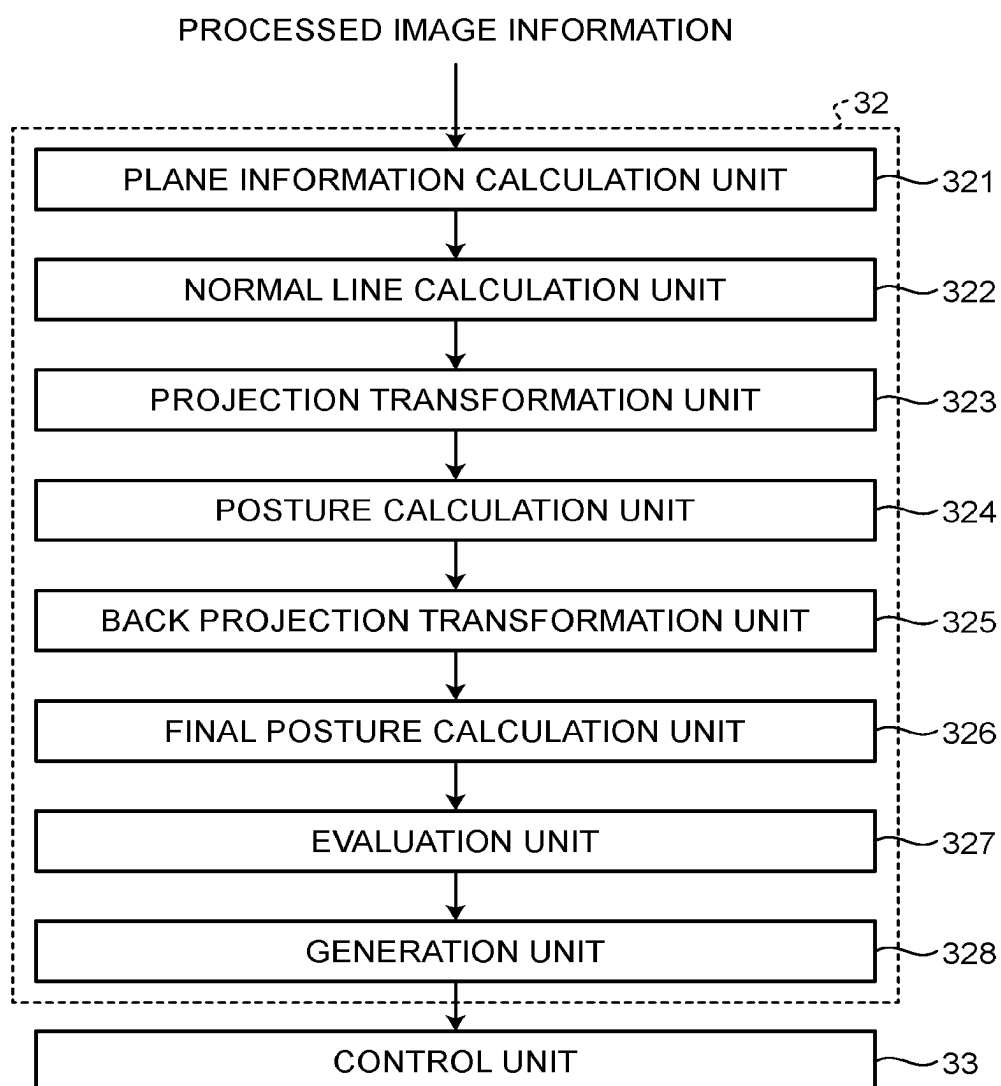 PROCESSED IMAGE INFORMATION
32
PLANE INFORMATION CALCULATION UNIT 321
NORMAL LINE CALCULATION UNIT 322
PROJECTION TRANSFORMATION UNIT 323
POSTURE CALCULATION UNIT 324
BACK PROJECTION TRANSFORMATION UNIT 325
FINAL POSTURE CALCULATION UNIT 326
EVALUATION UNIT 327
GENERATION UNIT 328
CONTROL UNIT 33